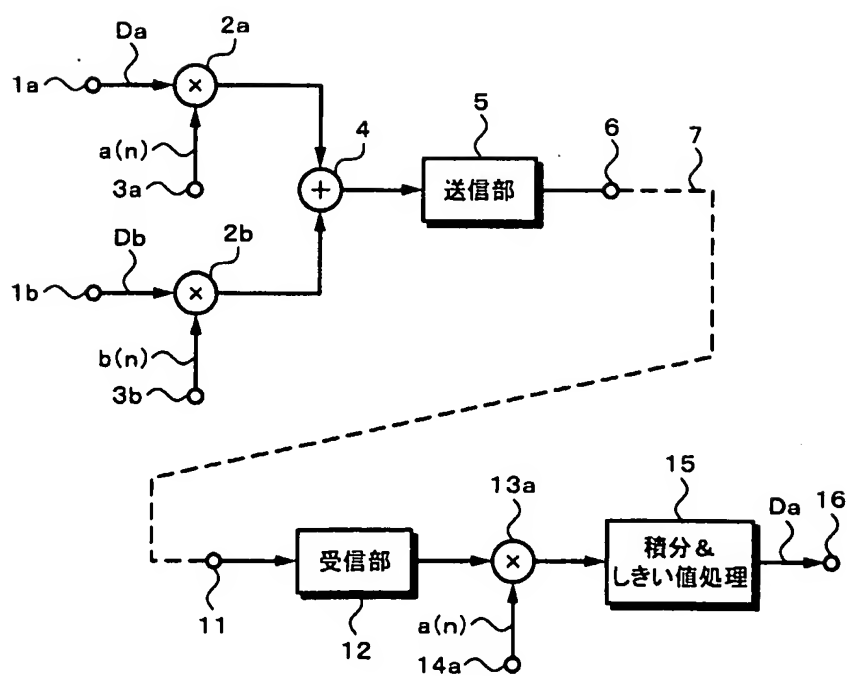 Da
2a
1a
×
a(n)
3a
4
+
5
送信部
6
7
Db
2b
1b
×
b(n)
3b
11
受信部
12
13a
×
a(n)
14a
15
積分&
しきい値処理
Da
16